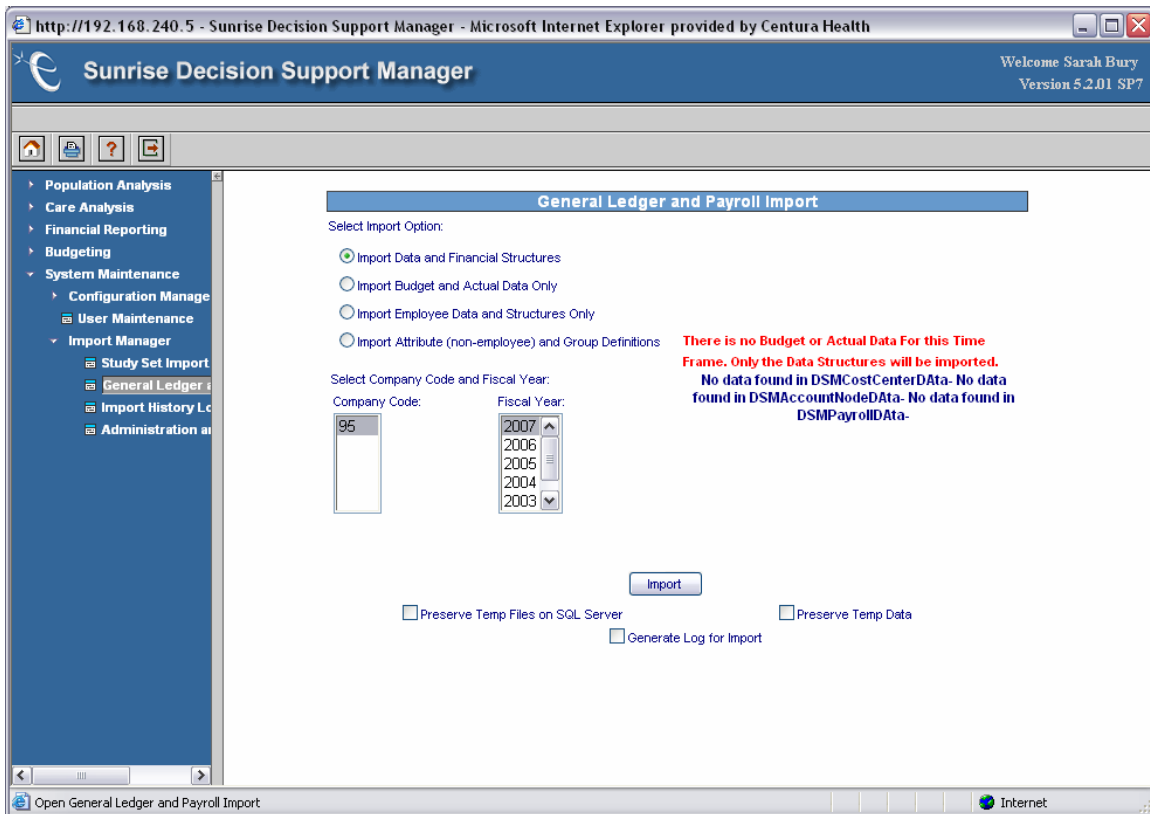 http://192.168.240.5 - Sunrise Decision Support Manager - Microsoft Internet Explorer provided by Centura Health
Sunrise Decision Support Manager
Welcome Sarah Bury
Version 5.2.01 SP7
Population Analysis
Care Analysis
Financial Reporting
Budgeting
System Maintenance
Configuration Manage
User Maintenance
Import Manager
Study Set Import
General Ledger a
Import History Lo
Administration an
General Ledger and Payroll Import
Select Import Option:
Import Data and Financial Structures
Import Budget and Actual Data Only
Import Employee Data and Structures Only
Import Attribute (non-employee) and Group Definitions
There is no Budget or Actual Data For this Time
Frame. Only the Data Structures will be imported.
No data found in DSMCostCenterDAta- No data
found in DSMAccountNodeDAta- No data found in
DSMPayrollDAta-
Select Company Code and Fiscal Year:
Company Code:
Fiscal Year:
95
2007
2006
2005
2004
2003
Import
Preserve Temp Files on SQL Server
Preserve Temp Data
Generate Log for Import
Open General Ledger and Payroll Import
Internet